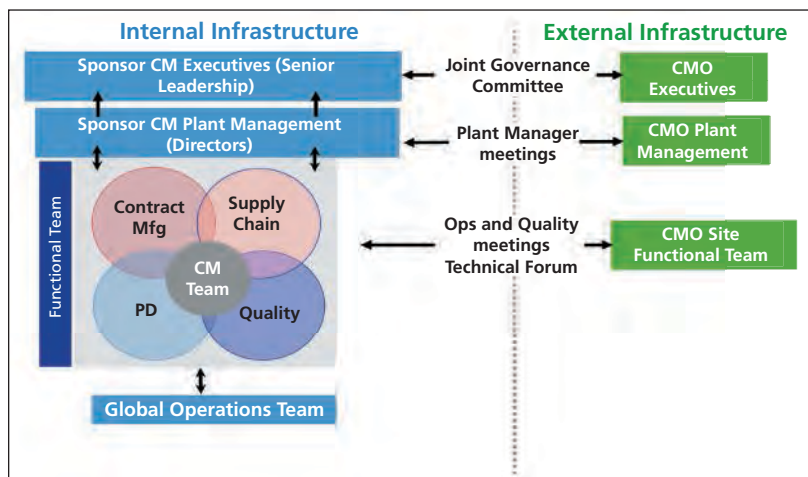 Internal Infrastructure
External Infrastructure
Sponsor CM Executives (Senior
Leadership)
Joint Governance
Committee
CMO
Executives
Sponsor CM Plant Management
(Directors)
Plant Manager
meetings
CMO Plant
Management
Functional Team
Contract
Mfg
Supply
Chain
CM
Team
PD
Quality
Ops and Quality
meetings
Technical Forum
CMO Site
Functional Team
Global Operations Team